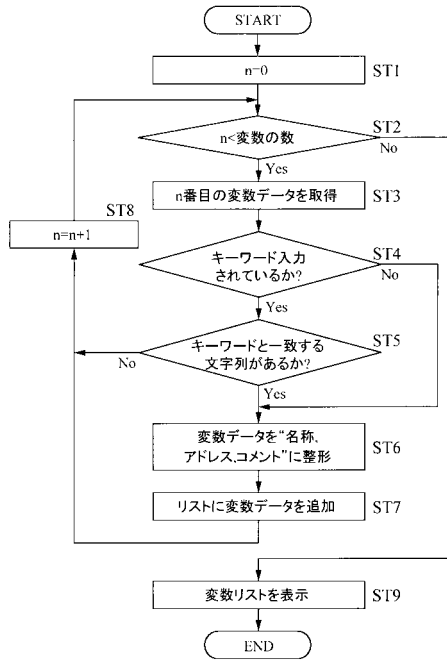 START
n=0
ST1
n<変数の数
ST2
No
Yes
n番目の変数データを取得
ST3
ST8
n=n+1
キーワード入力
されているか?
ST4
No
Yes
キーワードと一致する
文字列があるか?
ST5
No
Yes
変数データを“名称、
アドレス、コメント”に整形
ST6
リストに変数データを追加
ST7
変数リストを表示
ST9
END